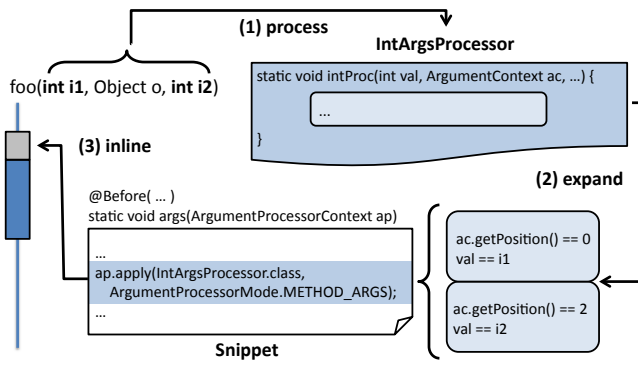 (1) process
IntArgsProcessor
foo(int i1, Object o, int i2)
static void intProc(int val, ArgumentContext ac, ...) {
...
}
(3) inline
(2) expand
@Before( ... )
static void args(ArgumentProcessorContext ap)
...
ap.apply(IntArgsProcessor.class,
ArgumentProcessorMode.METHOD_ARGS);
...
Snippet
ac.getPosition() == 0
val == i1
ac.getPosition() == 2
val == i2